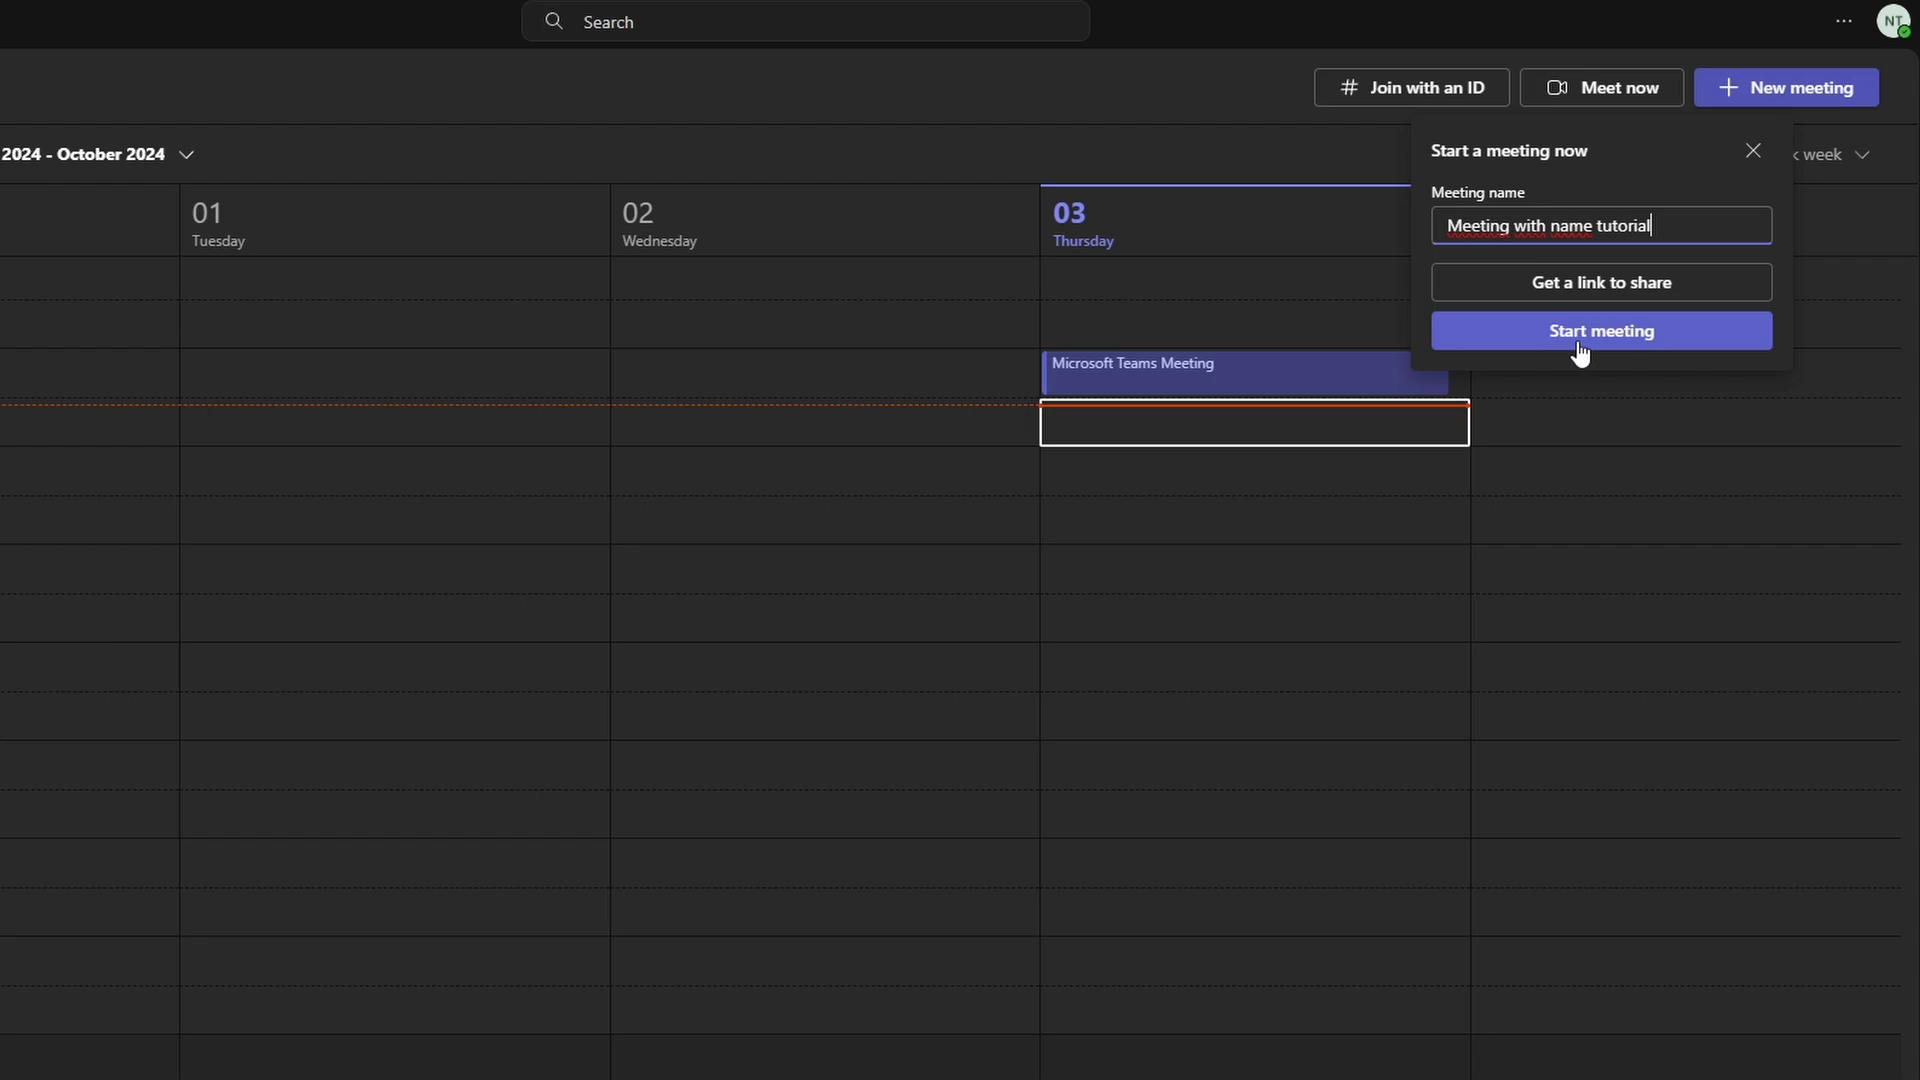 Search
NT
# Join with an ID
Meet now
+ New meeting
2024 - October 2024
Start a meeting now
k week
Meeting name
Meeting with name tutorial
Get a link to share
Start meeting
01
Tuesday
02
Wednesday
03
Thursday
Microsoft Teams Meeting